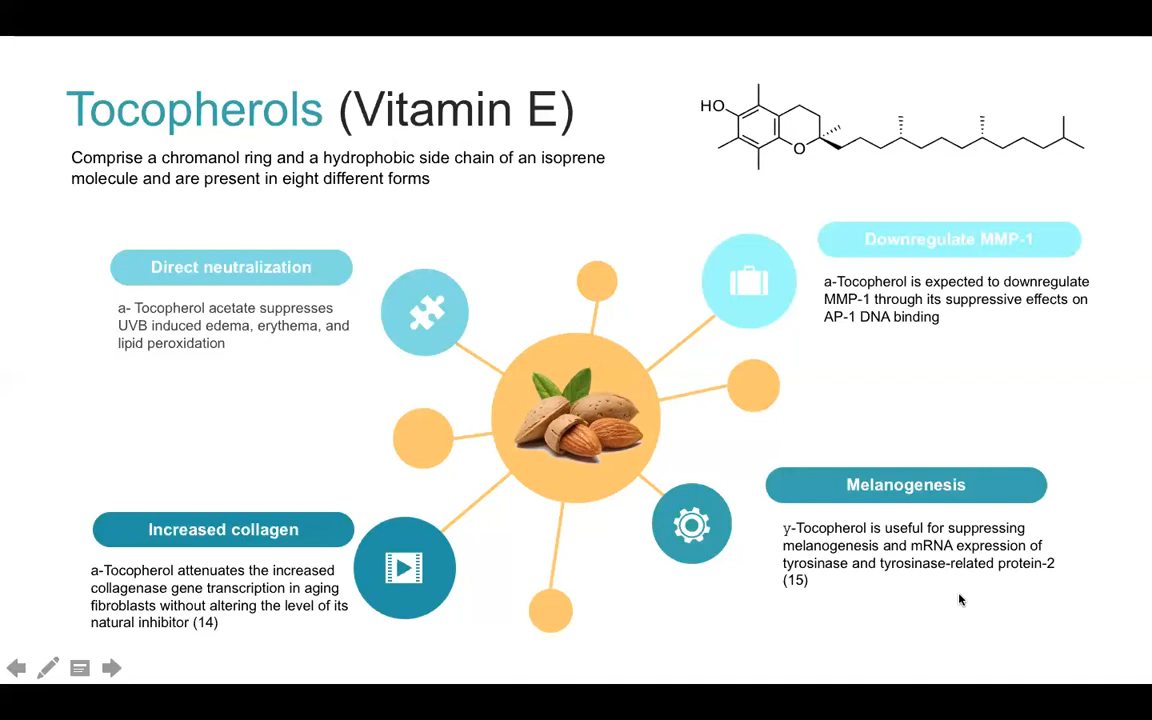 Tocopherols (Vitamin E)
Comprise a chromanol ring and a hydrophobic side chain of an isoprene
molecule and are present in eight different forms
HO
O
Direct neutralization
a- Tocopherol acetate suppresses
UVB induced edema, erythema, and
lipid peroxidation
Downregulate MMP-1
a-Tocopherol is expected to downregulate
MMP-1 through its suppressive effects on
AP-1 DNA binding
Increased collagen
a-Tocopherol attenuates the increased
collagenase gene transcription in aging
fibroblasts without altering the level of its
natural inhibitor (14)
Melanogenesis
γ-Tocopherol is useful for suppressing
melanogenesis and mRNA expression of
tyrosinase and tyrosinase-related protein-2
(15)